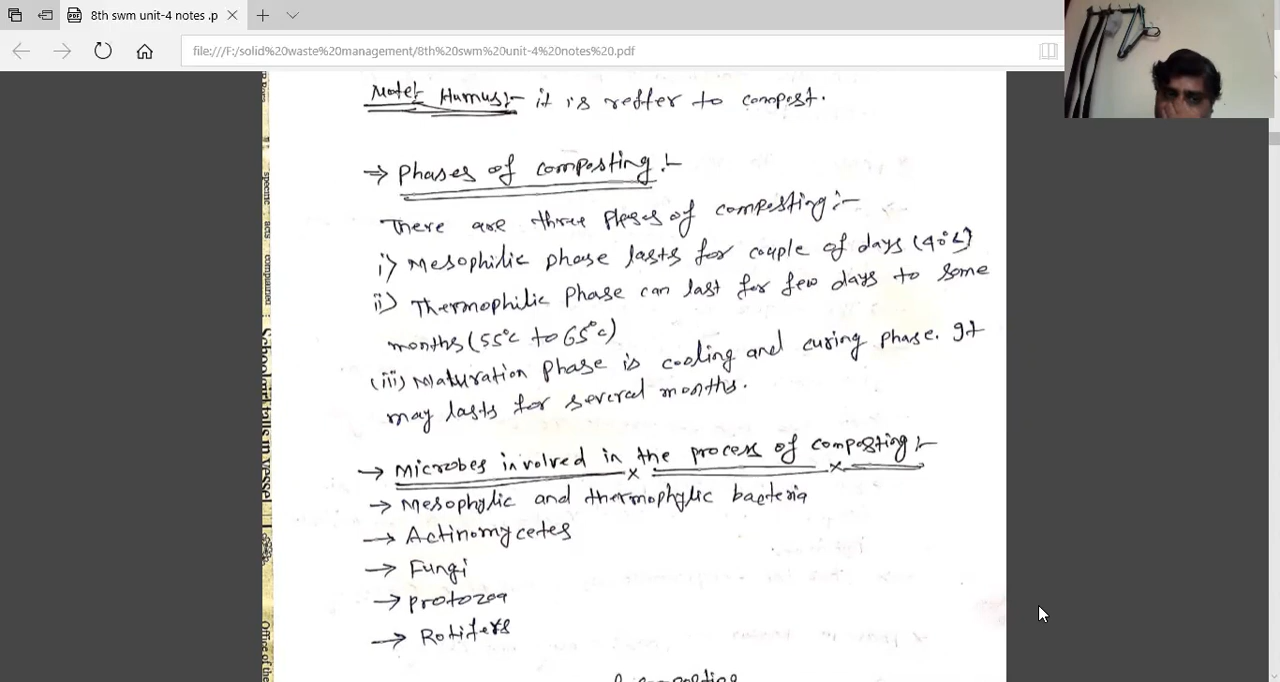 8th swm unit-4 notes .p
file:///F:/solid%20waste%20management/8th%20swm%20unit-4%20notes%20.pdf
Note:- Humus:- it is reffer to compost.
→ Phases of composting:-
There are three Pleses of composting:-
i) Mesophilic phase lasts for couple of days (40°C)
ii) Thermophilic Phase can last for few days to some
months (55°C to 65°C)
(iii) Maturation phase is cooling and curing phase. It
may lasts for several months.
→ Microbes involved in the process of composting:-
→ Mesophylic and thermophylic bacteria
→ Actinomycetes
→ Fungi
→ protozoa
→ Rotifers
composting